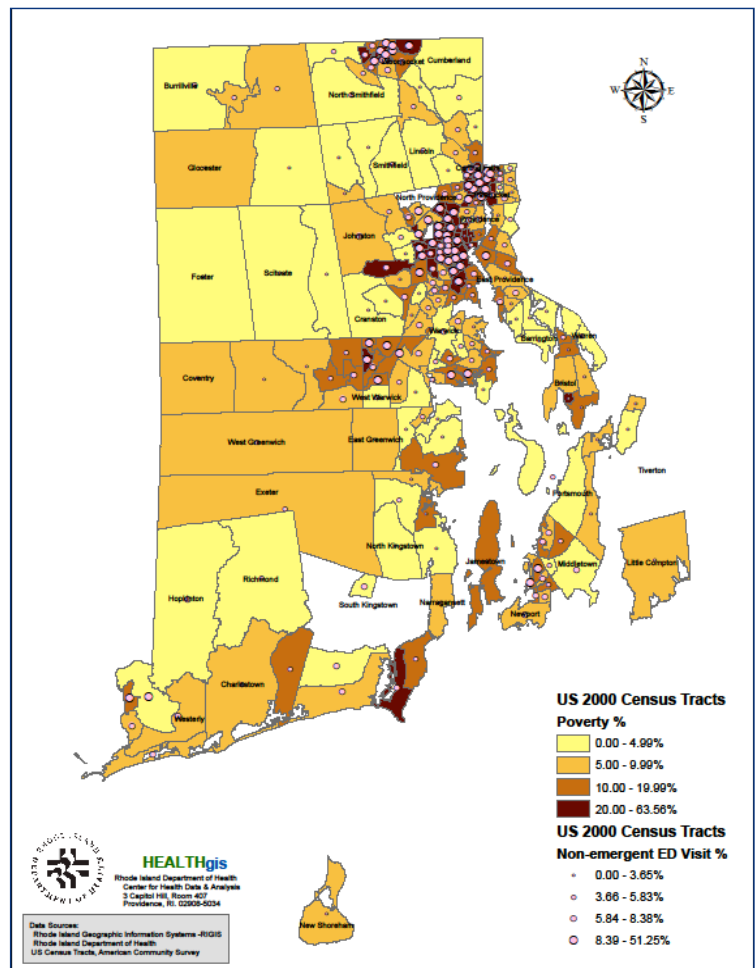 N
W
E
S
Burrillville
North Smithfield
Cumberland
Glocester
Smithfield
Lincoln
North Providence
Providence
Johnston
Foster
Scituate
East Providence
Cranston
Warwick
Barrington
Warren
Coventry
Bristol
West Warwick
West Greenwich
East Greenwich
Tiverton
Exeter
Portsmouth
North Kingstown
Jamestown
Middletown
Little Compton
Richmond
Hopkinton
South Kingstown
Narragansett
Newport
Charlestown
Westerly
New Shoreham
US 2000 Census Tracts
Poverty %
0.00 - 4.99%
5.00 - 9.99%
10.00 - 19.99%
20.00 - 63.56%
US 2000 Census Tracts
Non-emergent ED Visit %
0.00 - 3.65%
3.66 - 5.83%
5.84 - 8.38%
8.39 - 51.25%
RHODE ISLAND
DEPARTMENT OF HEALTH
HEALTHgis
Rhode Island Department of Health
Center for Health Data & Analysis
3 Capitol Hill, Room 407
Providence, RI. 02908-5034
Data Sources:
Rhode Island Geographic Information Systems -RIGIS
Rhode Island Department of Health
US Census Tracts, American Community Survey